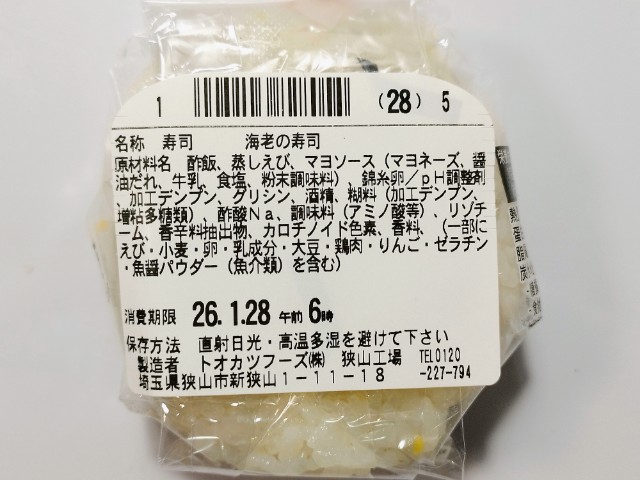 1 (28) 5
名称 寿司 海老の寿司
原材料名 酢飯、蒸しえび、マヨソース(マヨネーズ、醤
油だれ、牛乳、食塩、粉末調味料)、錦糸卵/pH調整剤
、加工デンプン、グリシン、酒精、糊料(加工デンプン、
増粘多糖類)、酢酸Na、調味料(アミノ酸等)、リゾチ
ーム、香辛料抽出物、カロチノイド色素、香料、(一部に
えび・小麦・卵・乳成分・大豆・鶏肉・りんご・ゼラチン
・魚醤パウダー(魚介類)を含む)
消費期限 26.1.28 午前 6時
保存方法 直射日光・高温多湿を避けて下さい
製造者 トオカツフーズ(株) 狭山工場 TEL0120
埼玉県狭山市新狭山1-11-18 -227-794